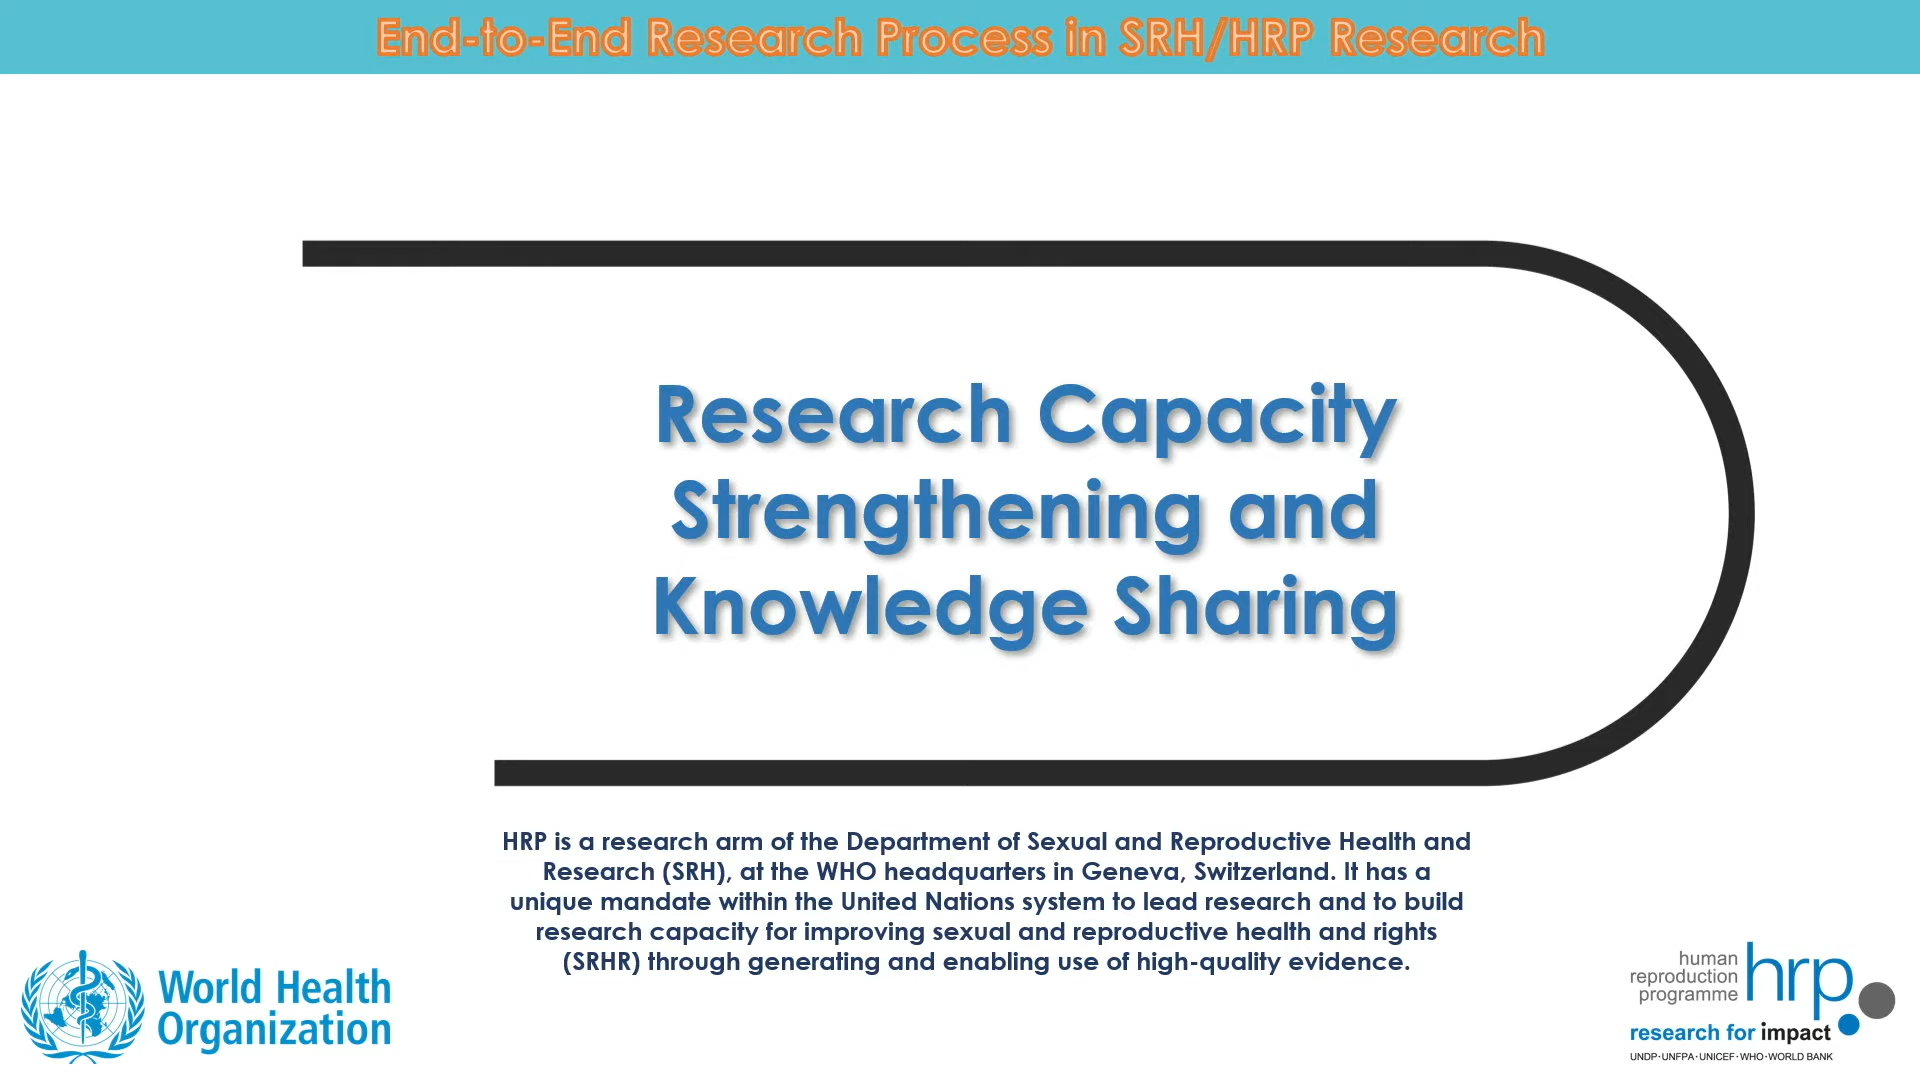 End-to-End Research Process in SRH/HRP Research
Research Capacity
Strengthening and
Knowledge Sharing
HRP is a research arm of the Department of Sexual and Reproductive Health and
Research (SRH), at the WHO headquarters in Geneva, Switzerland. It has a
unique mandate within the United Nations system to lead research and to build
research capacity for improving sexual and reproductive health and rights
(SRHR) through generating and enabling use of high-quality evidence.
World Health
Organization
human
reproduction
programme
hrp
research for impact
UNDP·UNFPA·UNICEF·WHO·WORLD BANK